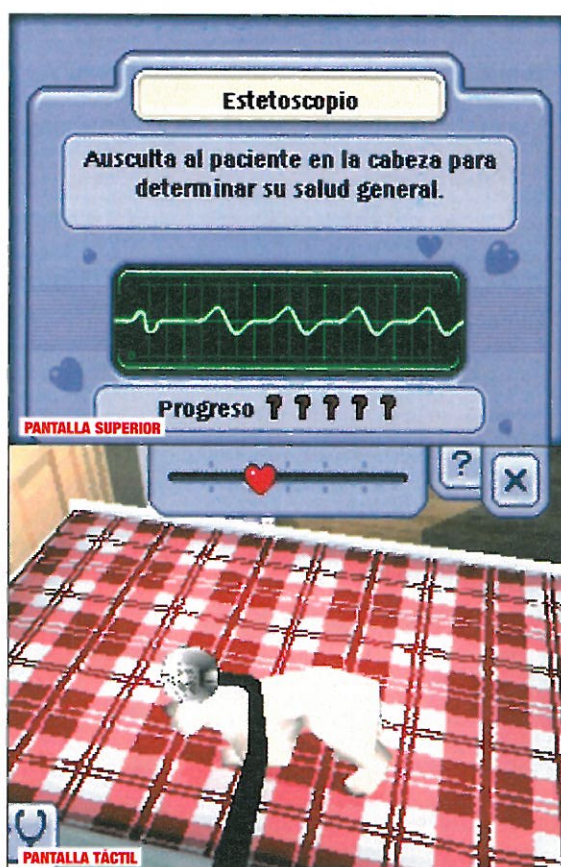 Estetoscopio
Ausculta al paciente en la cabeza para
determinar su salud general.
Progreso
PANTALLA SUPERIOR
?
X
PANTALLA TÁCTIL